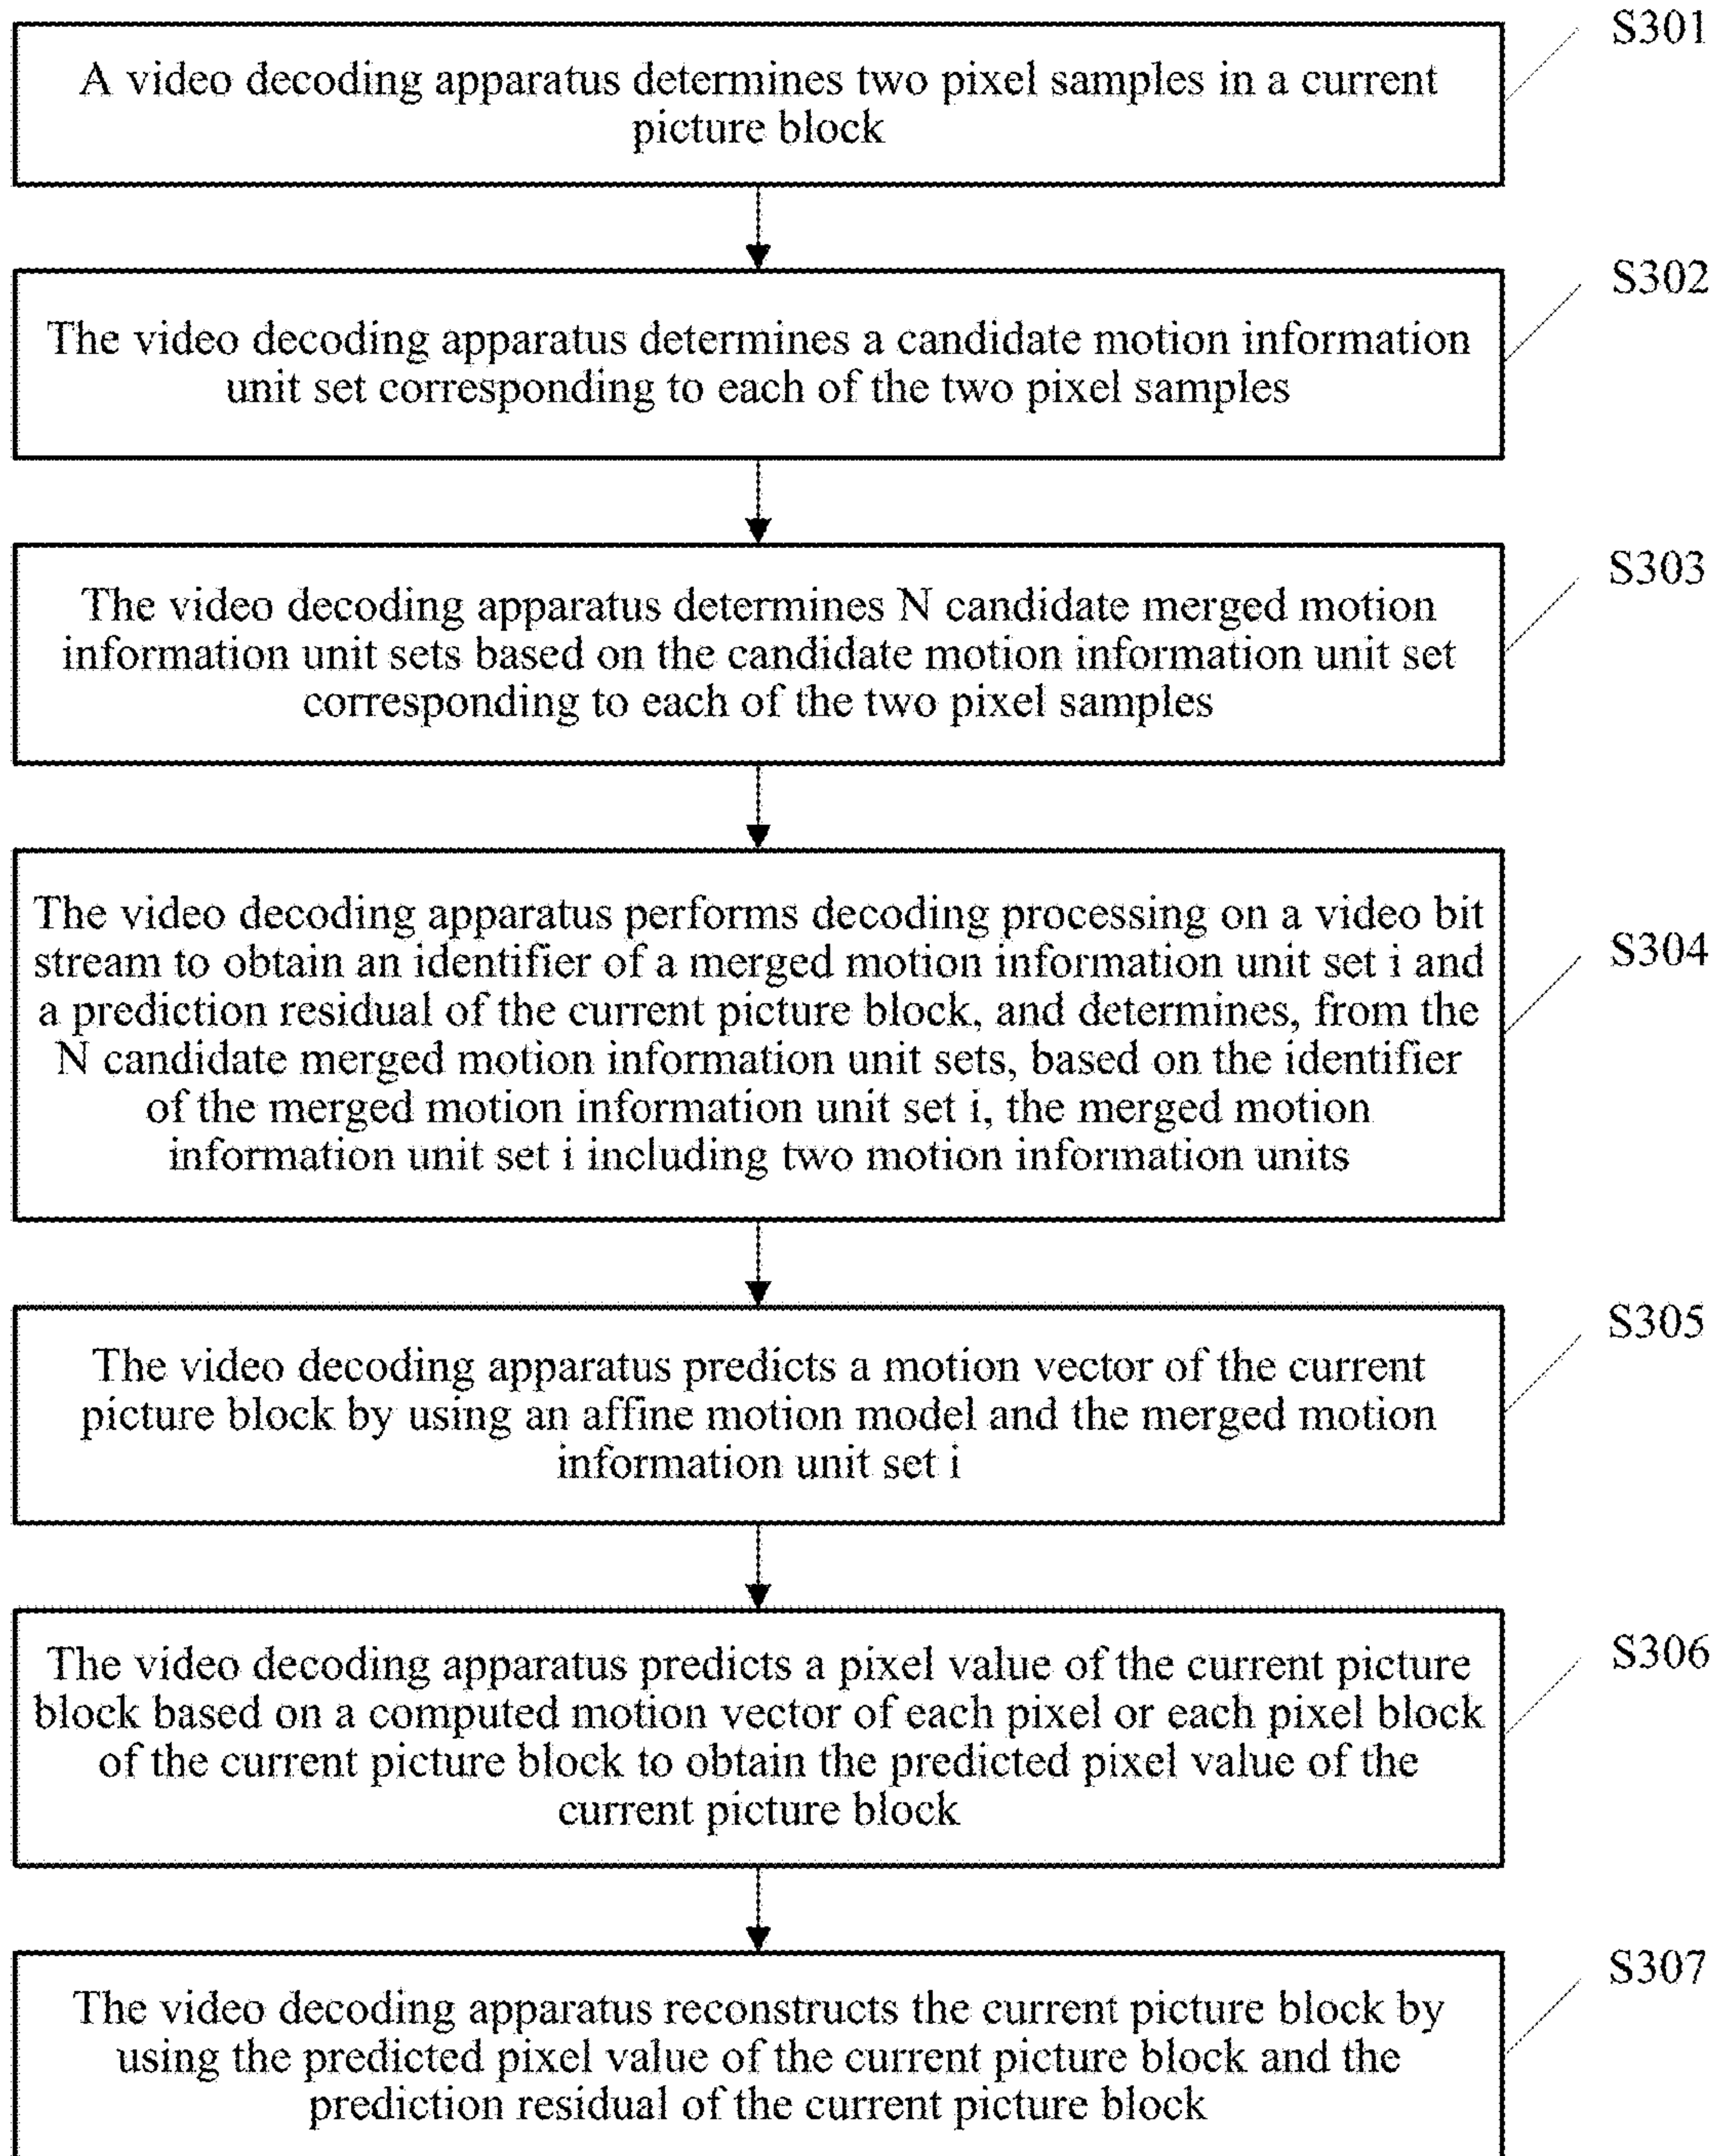 S301
A video decoding apparatus determines two pixel samples in a current
picture block
S302
The video decoding apparatus determines a candidate motion information
unit set corresponding to each of the two pixel samples
S303
The video decoding apparatus determines N candidate merged motion
information unit sets based on the candidate motion information unit set
corresponding to each of the two pixel samples
The video decoding apparatus performs decoding processing on a video bit
stream to obtain an identifier of a merged motion information unit set i and
S304
a prediction residual of the current picture block, and determines, from the
N candidate merged motion information unit sets, based on the identifier
of the merged motion information unit set i, the merged motion
information unit set i including two motion information units
S305
The video decoding apparatus predicts a motion vector of the current
picture block by using an affine motion model and the merged motion
information unit set i
S306
The video decoding apparatus predicts a pixel value of the current picture
block based on a computed motion vector of each pixel or each pixel block
of the current picture block to obtain the predicted pixel value of the
current picture block
S307
The video decoding apparatus reconstructs the current picture block by
using the predicted pixel value of the current picture block and the
prediction residual of the current picture block